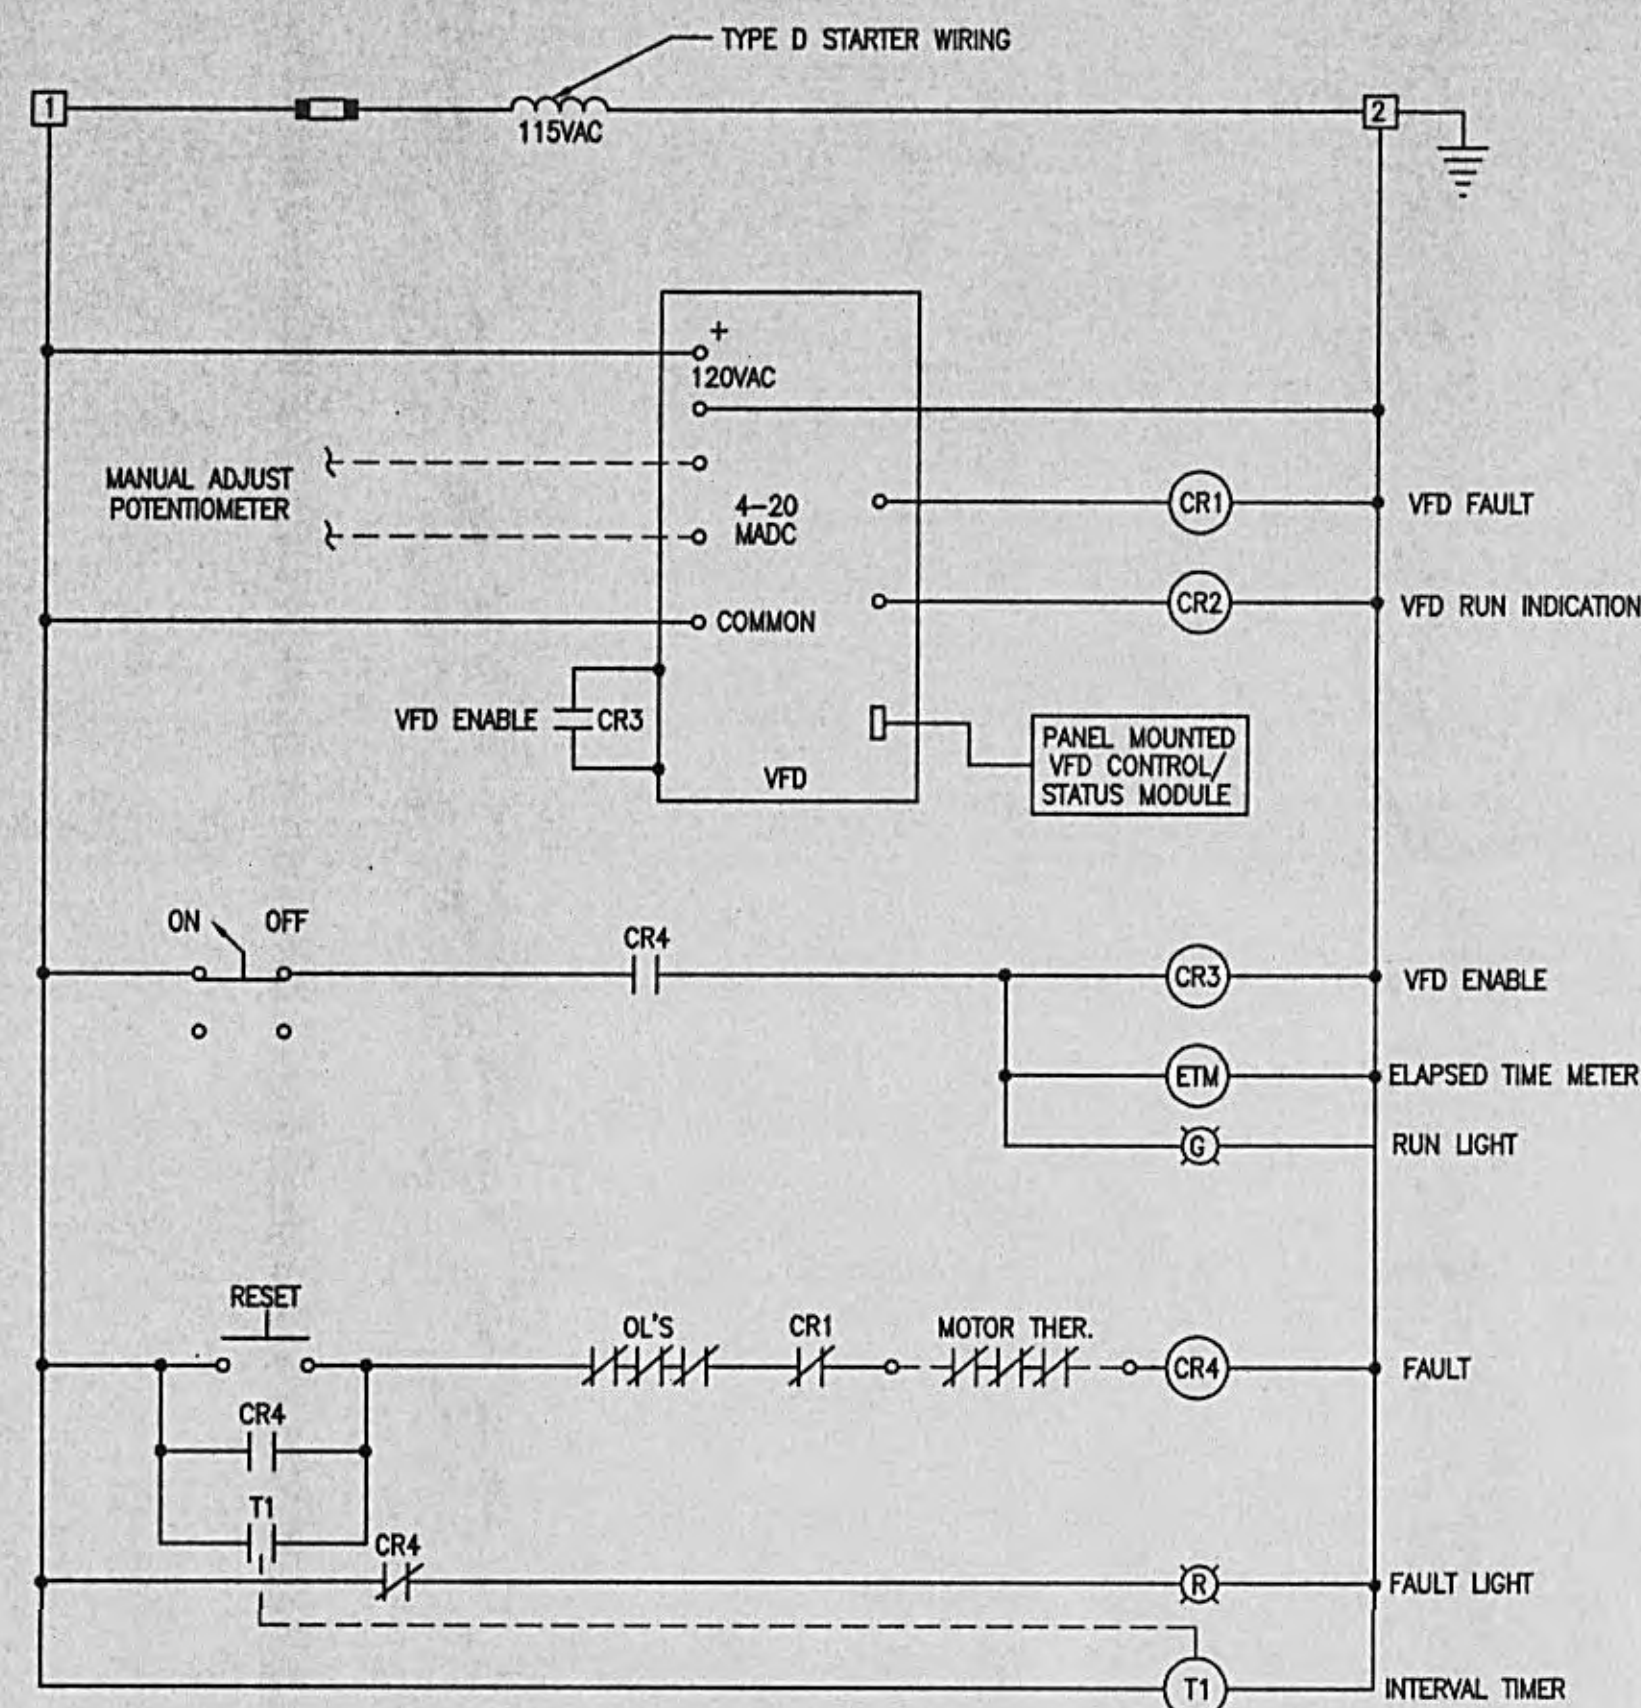 TYPE D STARTER WIRING
1
2
115VAC
+
120VAC
MANUAL ADJUST
POTENTIOMETER
4-20
MADC
CR1
VFD FAULT
CR2
VFD RUN INDICATION
COMMON
VFD ENABLE
CR3
VFD
PANEL MOUNTED
VFD CONTROL/
STATUS MODULE
ON
OFF
CR4
CR3
VFD ENABLE
ETM
ELAPSED TIME METER
G
RUN LIGHT
RESET
OL'S
CR1
MOTOR THER.
CR4
FAULT
CR4
T1
CR4
R
FAULT LIGHT
T1
INTERVAL TIMER